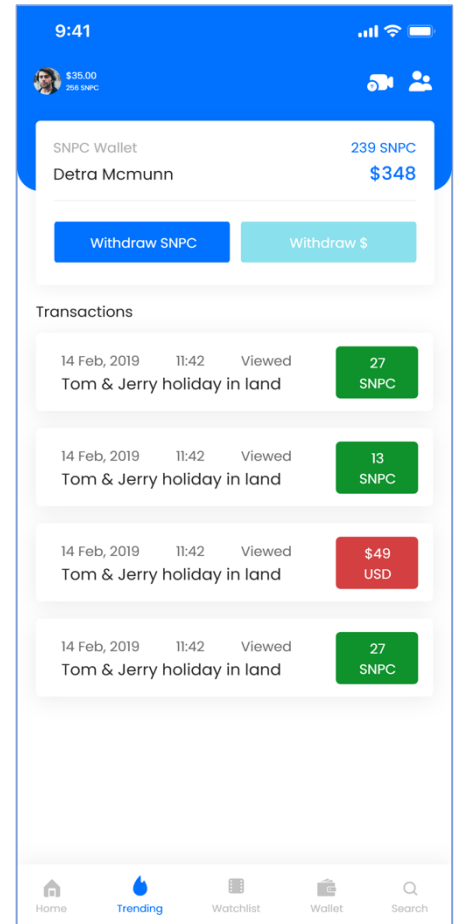 9:41
$35.00
256 SNPC
SNPC Wallet 239 SNPC
Detra Mcmunn $348
Withdraw SNPC Withdraw $
Transactions
14 Feb, 2019 11:42 Viewed 27
Tom & Jerry holiday in land SNPC
14 Feb, 2019 11:42 Viewed 13
Tom & Jerry holiday in land SNPC
14 Feb, 2019 11:42 Viewed $49
Tom & Jerry holiday in land USD
14 Feb, 2019 11:42 Viewed 27
Tom & Jerry holiday in land SNPC
Home Trending Watchlist Wallet Search